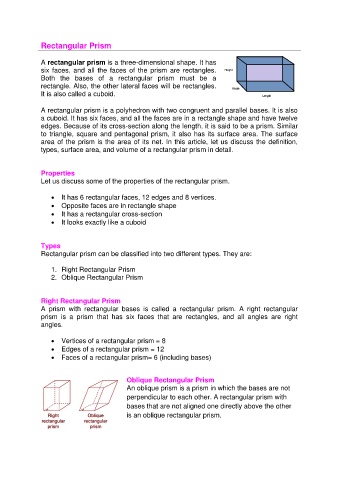 Rectangular Prism
A rectangular prism is a three-dimensional shape. It has
six faces, and all the faces of the prism are rectangles.
Both the bases of a rectangular prism must be a
rectangle. Also, the other lateral faces will be rectangles.
It is also called a cuboid.
Height
Width
Length
A rectangular prism is a polyhedron with two congruent and parallel bases. It is also
a cuboid. It has six faces, and all the faces are in a rectangle shape and have twelve
edges. Because of its cross-section along the length, it is said to be a prism. Similar
to triangle, square and pentagonal prism, it also has its surface area. The surface
area of the prism is the area of its net. In this article, let us discuss the definition,
types, surface area, and volume of a rectangular prism in detail.
Properties
Let us discuss some of the properties of the rectangular prism.
• It has 6 rectangular faces, 12 edges and 8 vertices.
• Opposite faces are in rectangle shape
• It has a rectangular cross-section
• It looks exactly like a cuboid
Types
Rectangular prism can be classified into two different types. They are:
1. Right Rectangular Prism
2. Oblique Rectangular Prism
Right Rectangular Prism
A prism with rectangular bases is called a rectangular prism. A right rectangular
prism is a prism that has six faces that are rectangles, and all angles are right
angles.
• Vertices of a rectangular prism = 8
• Edges of a rectangular prism = 12
• Faces of a rectangular prism= 6 (including bases)
Oblique Rectangular Prism
An oblique prism is a prism in which the bases are not
perpendicular to each other. A rectangular prism with
bases that are not aligned one directly above the other
is an oblique rectangular prism.
Right
rectangular
prism
Oblique
rectangular
prism